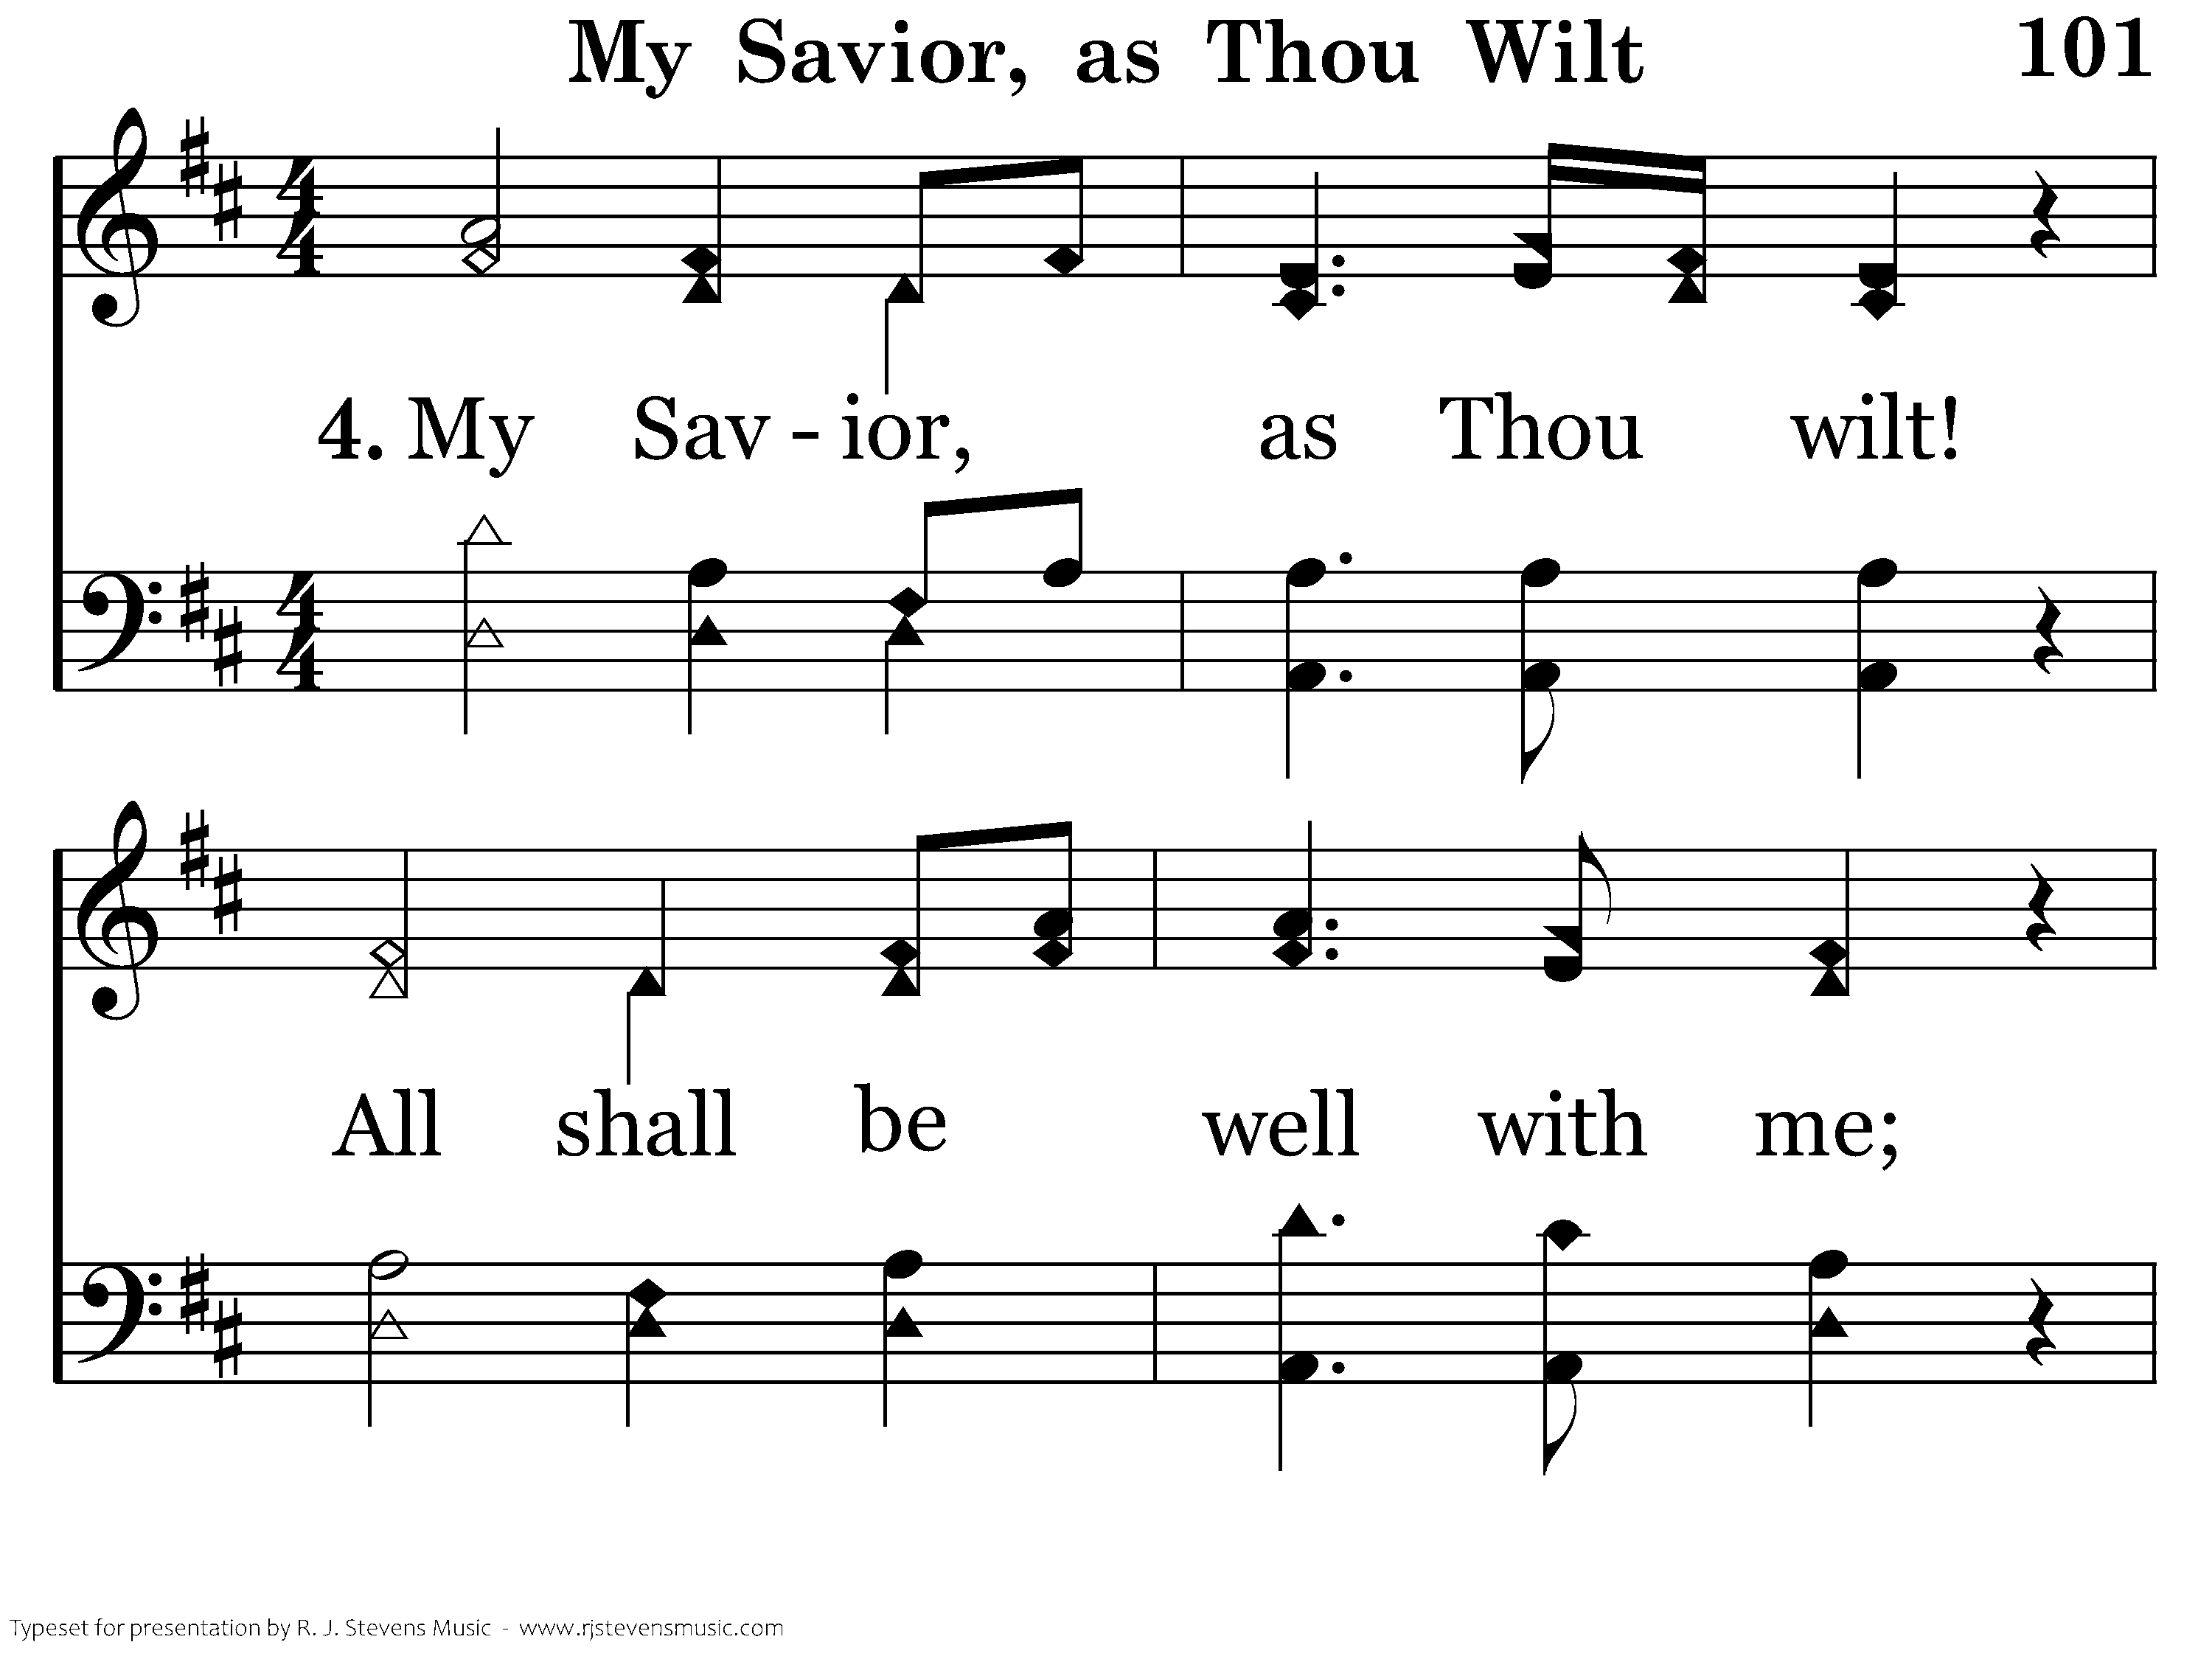 My Savior, as Thou Wilt 101
4. My Sav - ior, as Thou wilt!
All shall be well with me;
Typeset for presentation by R. J. Stevens Music - www.rjstevensmusic.com